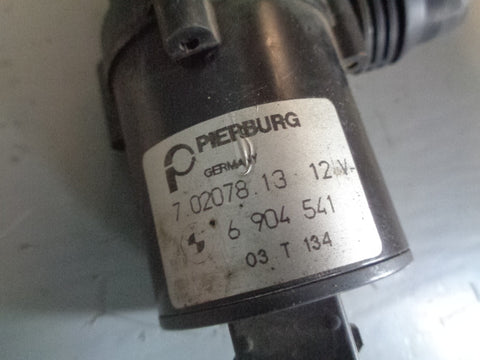 PIERBURG
GERMANY
7.02078.13 12V-
6 904 541
03 T 134